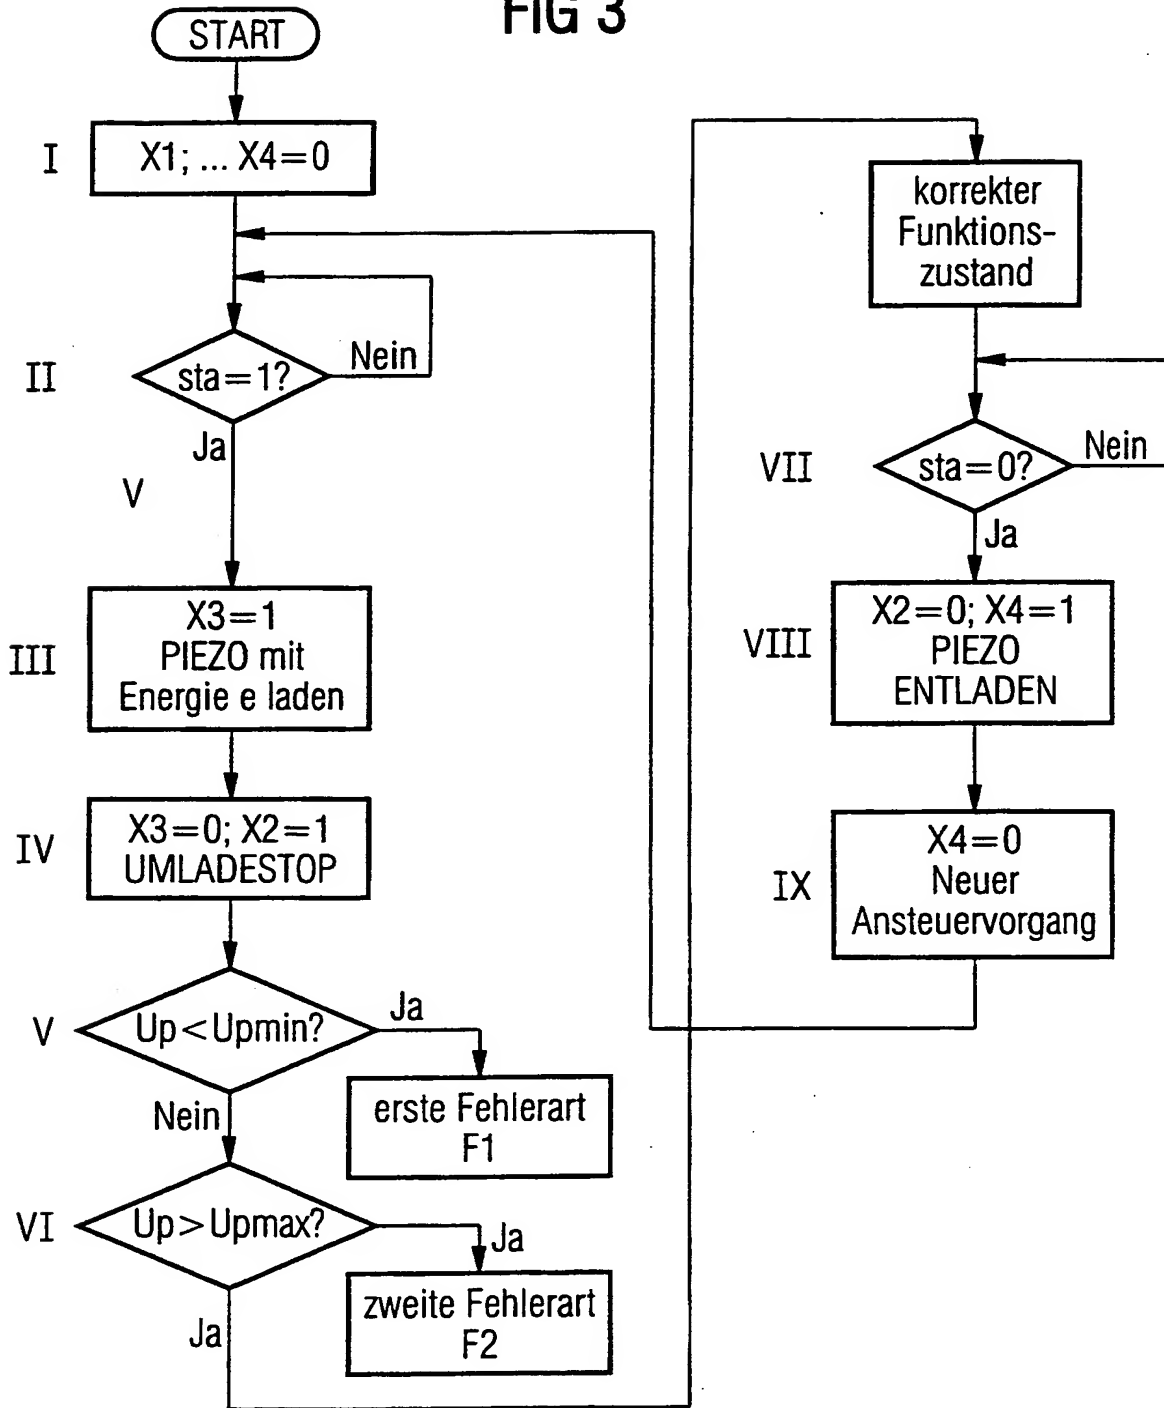 FIG 3
START
I
X1; ... X4=0
II
sta=1?
Nein
Ja
V
III
X3=1
PIEZO mit
Energie e laden
IV
X3=0; X2=1
UMLADESTOP
V
Up<Upmin?
Ja
erste Fehlerart
F1
Nein
VI
Up>Upmax?
Ja
zweite Fehlerart
F2
Ja
korrekter
Funktions-
zustand
VII
sta=0?
Nein
Ja
VIII
X2=0; X4=1
PIEZO
ENTLADEN
IX
X4=0
Neuer
Ansteuervorgang